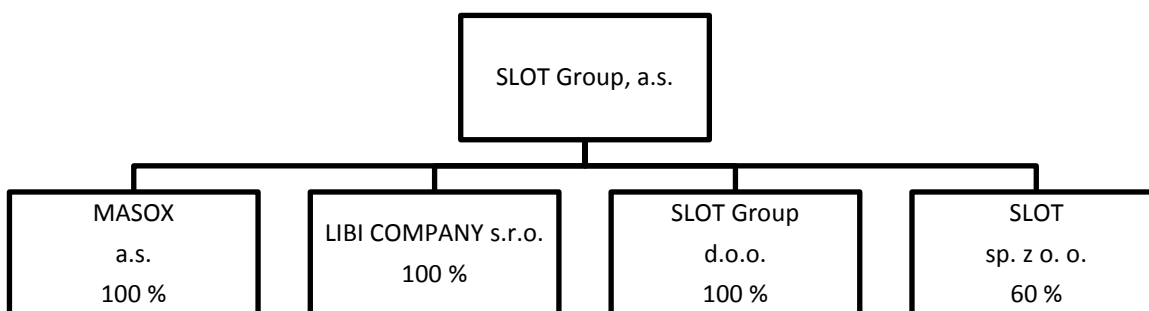 SLOT Group, a.s.
MASOX
a.s.
100 %
LIBI COMPANY s.r.o.
100 %
SLOT Group
d.o.o.
100 %
SLOT
sp. z o. o.
60 %